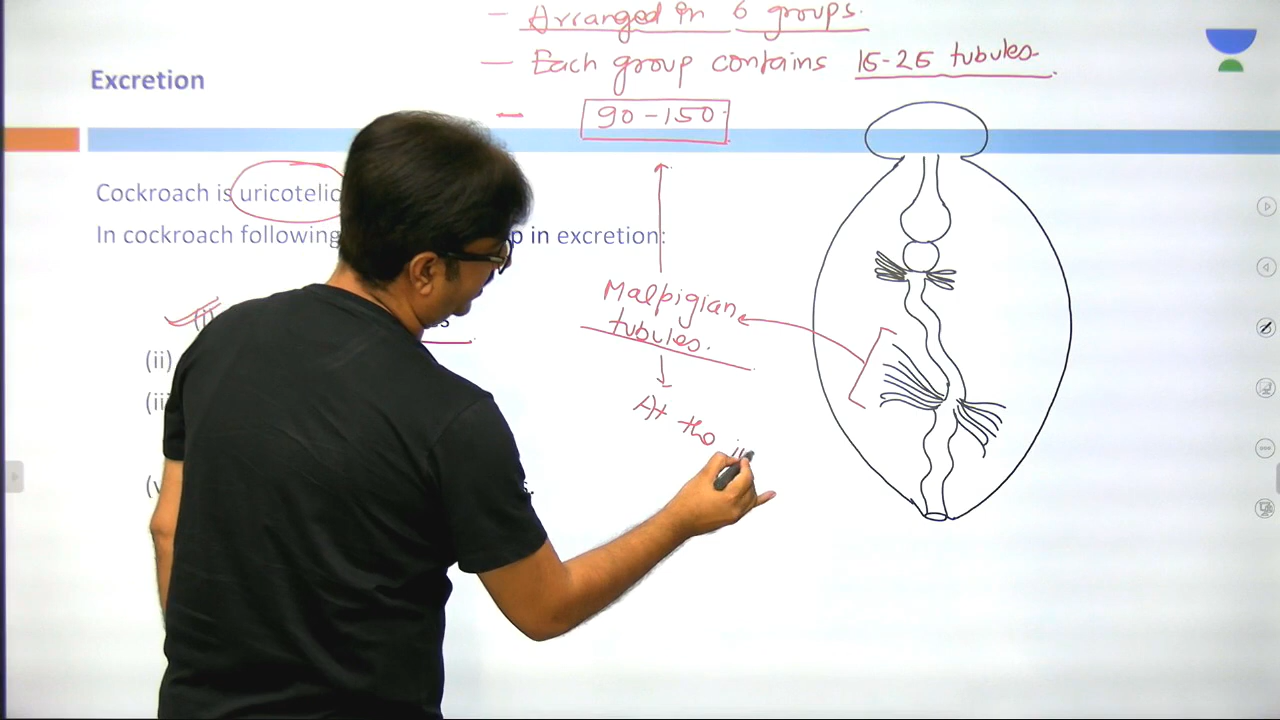 - Arranged in 6 groups.
- Each group contains 15-25 tubules.
Excretion
- 90-150.
Cockroach is uricotelic
In cockroach following p in excretion:
Malpigian
tubules.
(ii)
At the